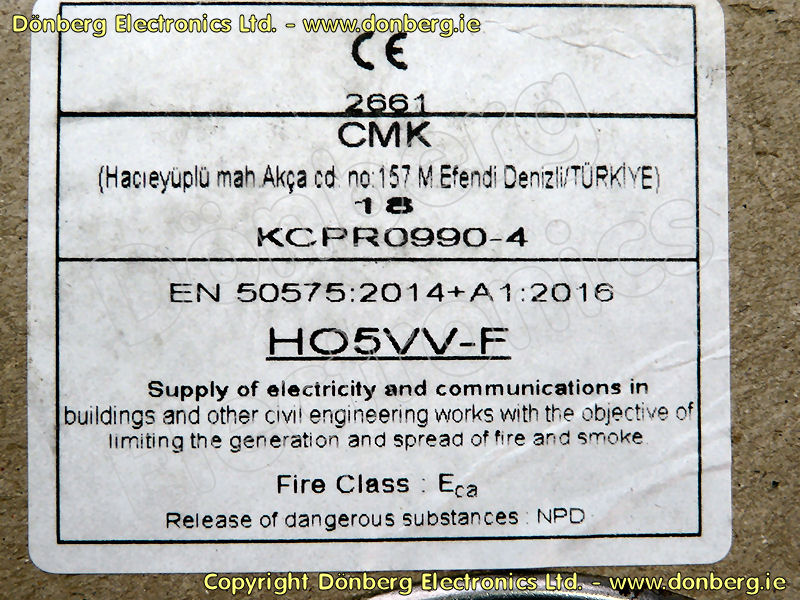 Dönberg Electronics Ltd. - www.donberg.ie
CE
2661
CMK
(Hacıeyüplü mah.Akça cd. no:157 M.Efendi Denizli/TÜRKİYE)
18
KCPR0990-4
EN 50575:2014+A1:2016
HO5VV-F
Supply of electricity and communications in
buildings and other civil engineering works with the objective of
limiting the generation and spread of fire and smoke.
Fire Class : Eca
Release of dangerous substances : NPD
Dönberg
Electronics
Copyright Dönberg Electronics Ltd. - www.donberg.ie